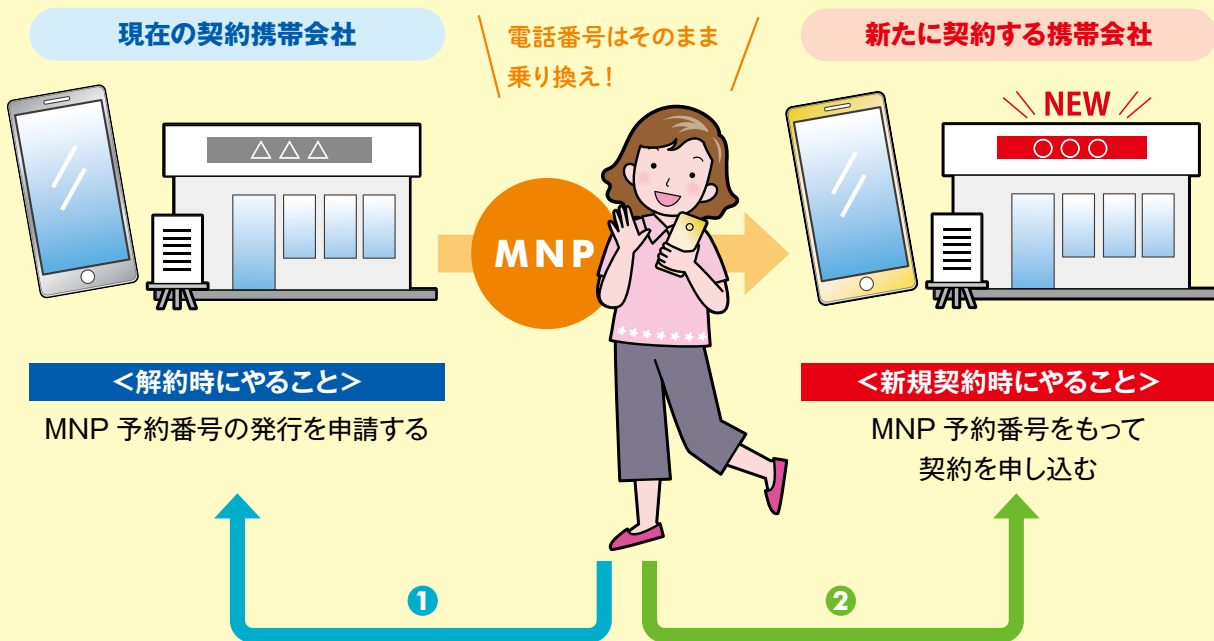 現在の契約携帯会社
電話番号はそのまま
乗り換え!
新たに契約する携帯会社
△△△
NEW
○○○
MNP
<解約時にやること>
MNP 予約番号の発行を申請する
<新規契約時にやること>
MNP 予約番号をもって
契約を申し込む
❶
❷